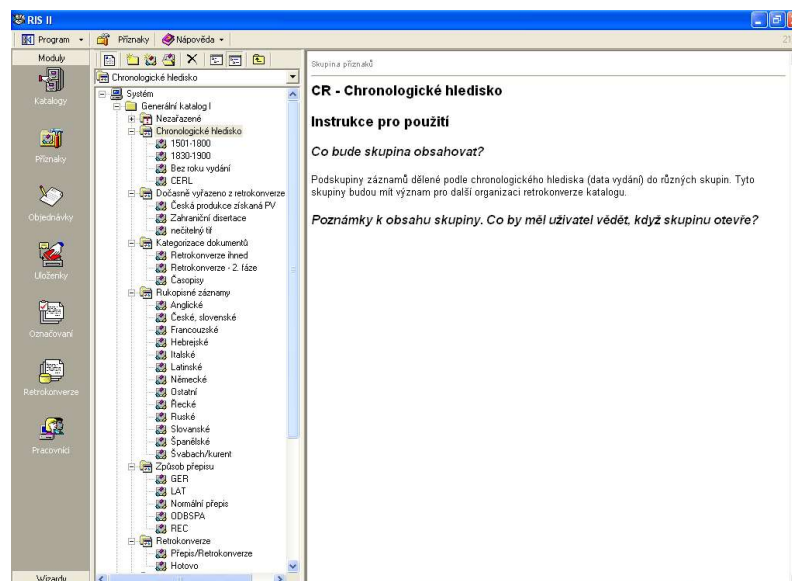 RIS II
Program Příznaky Nápověda
Moduly
Katalogy
Příznaky
Objednávky
Uloženky
Označovaní
Retrokonverze
Pracovníci
Wizardy
Chronologické hledisko
Systém
Generální katalog I
Nezařazené
Chronologické hledisko
1501-1800
1830-1900
Bez roku vydání
CERL
Dočasně vyřazeno z retrokonverze
Česká produkce získaná PV
Zahraniční disertace
nečitelný tif
Kategorizace dokumentů
Retrokonverze ihned
Retrokonverze - 2. fáze
Časopisy
Rukopisné záznamy
Anglické
České, slovenské
Francouzské
Hebrejské
Italské
Latinské
Německé
Ostatní
Řecké
Ruské
Slovanské
Španělské
Švabach/kurent
Způsob přepisu
GER
LAT
Normální přepis
ODBSPA
REC
Retrokonverze
Přepis/Retrokonverze
Hotovo
Skupina příznaků
CR - Chronologické hledisko
Instrukce pro použití
Co bude skupina obsahovat?
Podskupiny záznamů dělené podle chronologického hlediska (data vydání) do různých skupin. Tyto
skupiny budou mít význam pro další organizaci retrokonverze katalogu.
Poznámky k obsahu skupiny. Co by měl uživatel vědět, když skupinu otevře?